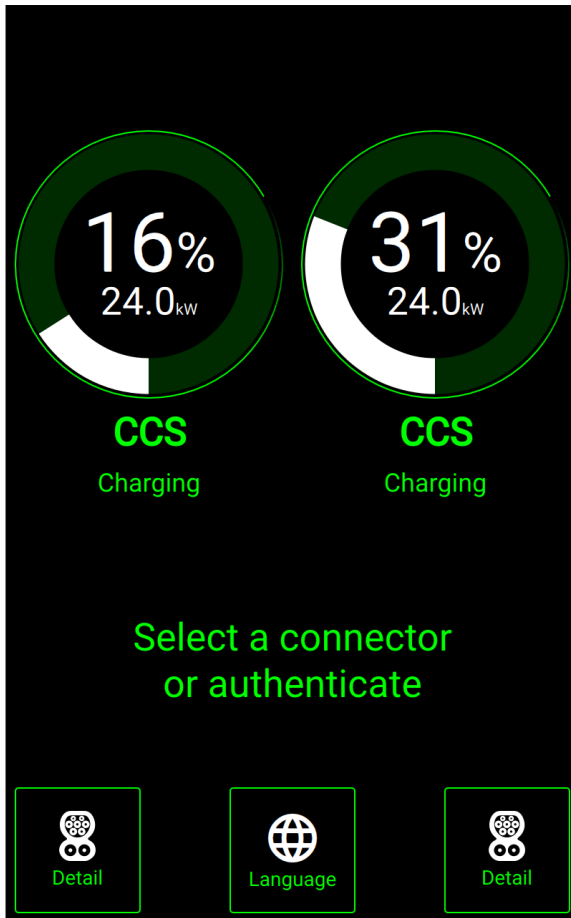 16%
24.0kW
CCS
Charging
31%
24.0kW
CCS
Charging
Select a connector
or authenticate
Detail
Language
Detail